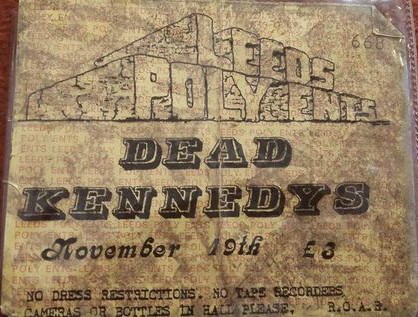 LEEDS
668
POLY ENTS
DEAD
KENNEDYS
November 19th £3
NO DRESS RESTRICTIONS. NO TAPE RECORDERS
CAMERAS OR BOTTLES IN HALL PLEASE, R.O.A.R.